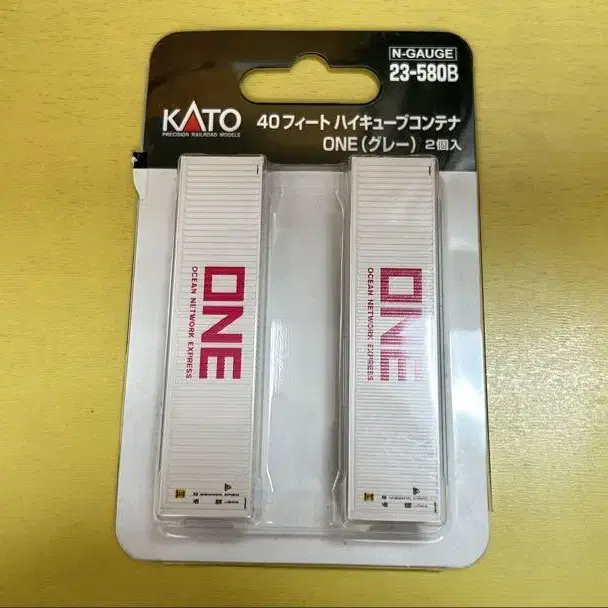 N-GAUGE
23-580B
KATO
PRECISION RAILROAD MODELS
40フィート ハイキューブコンテナ
ONE(グレー) 2個入
ONE
OCEAN NETWORK EXPRESS
ONE
OCEAN NETWORK EXPRESS